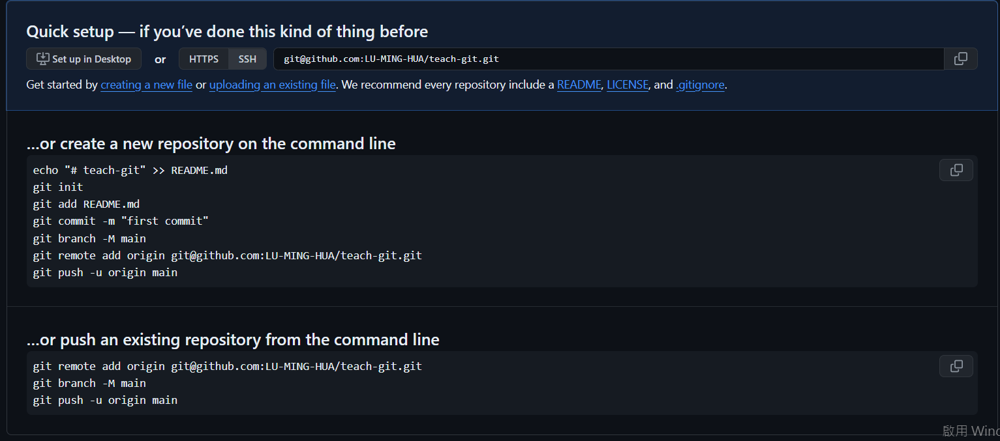 Quick setup — if you’ve done this kind of thing before
Set up in Desktop or HTTPS SSH git@github.com:LU-MING-HUA/teach-git.git
Get started by creating a new file or uploading an existing file. We recommend every repository include a README, LICENSE, and .gitignore.
…or create a new repository on the command line
echo "# teach-git" >> README.md
git init
git add README.md
git commit -m "first commit"
git branch -M main
git remote add origin git@github.com:LU-MING-HUA/teach-git.git
git push -u origin main
…or push an existing repository from the command line
git remote add origin git@github.com:LU-MING-HUA/teach-git.git
git branch -M main
git push -u origin main
啟用 Wind